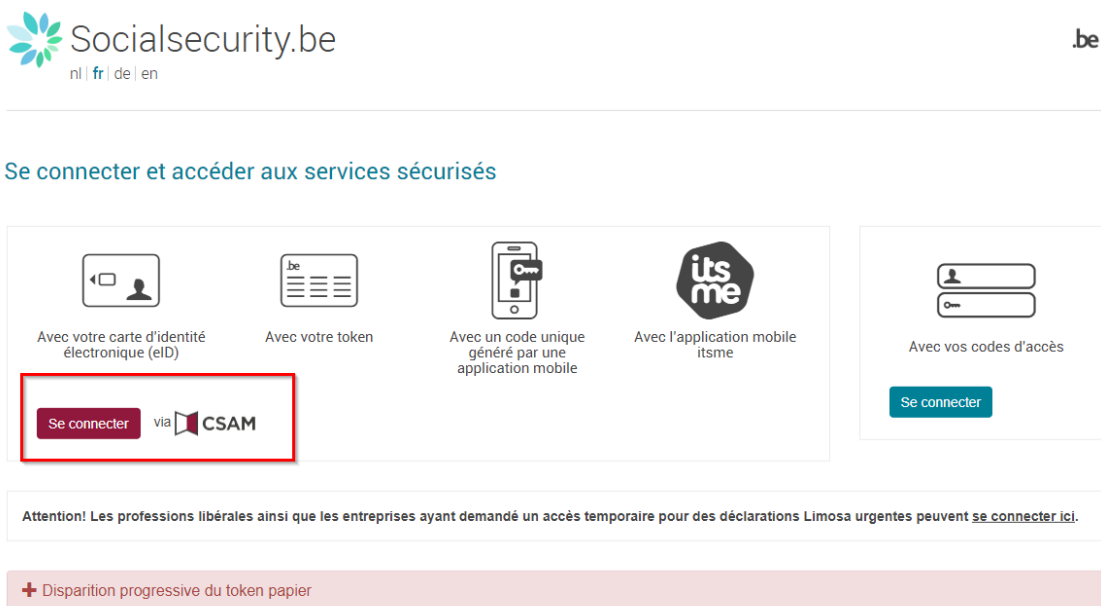 Socialsecurity.be
.be
nl | fr | de | en
Se connecter et accéder aux services sécurisés
.be
its
me
Avec votre carte d'identité
électronique (eID)
Avec votre token
Avec un code unique
généré par une
application mobile
Avec l'application mobile
itsme
Avec vos codes d'accès
Se connecter via CSAM
Se connecter
Attention! Les professions libérales ainsi que les entreprises ayant demandé un accès temporaire pour des déclarations Limosa urgentes peuvent se connecter ici.
+ Disparition progressive du token papier